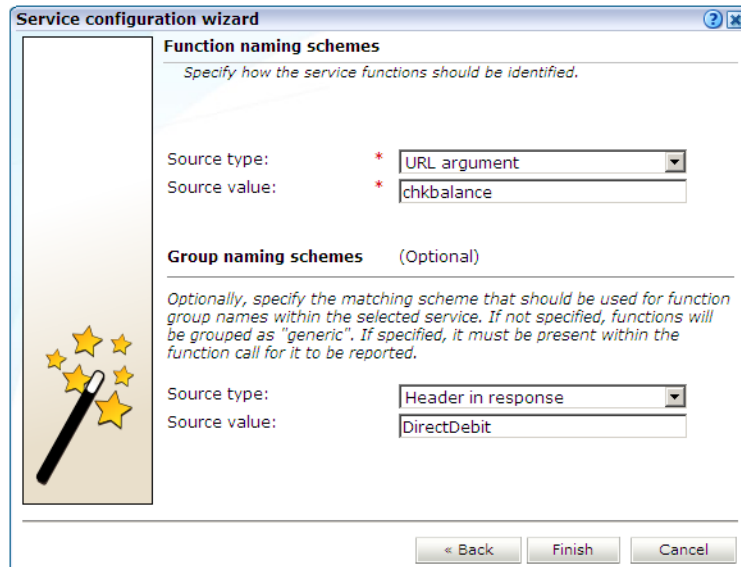 Service configuration wizard
Function naming schemes
Specify how the service functions should be identified.
Source type: * URL argument
Source value: * chkbalance
Group naming schemes (Optional)
Optionally, specify the matching scheme that should be used for function
group names within the selected service. If not specified, functions will
be grouped as "generic". If specified, it must be present within the
function call for it to be reported.
Source type: Header in response
Source value: DirectDebit
« Back Finish Cancel